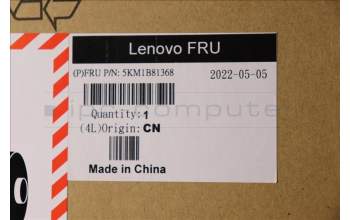 Lenovo FRU
(P)FRU P/N: 5KM1B81368
2022-05-05
Quantity: 1
(4L)Origin: CN
Made in China